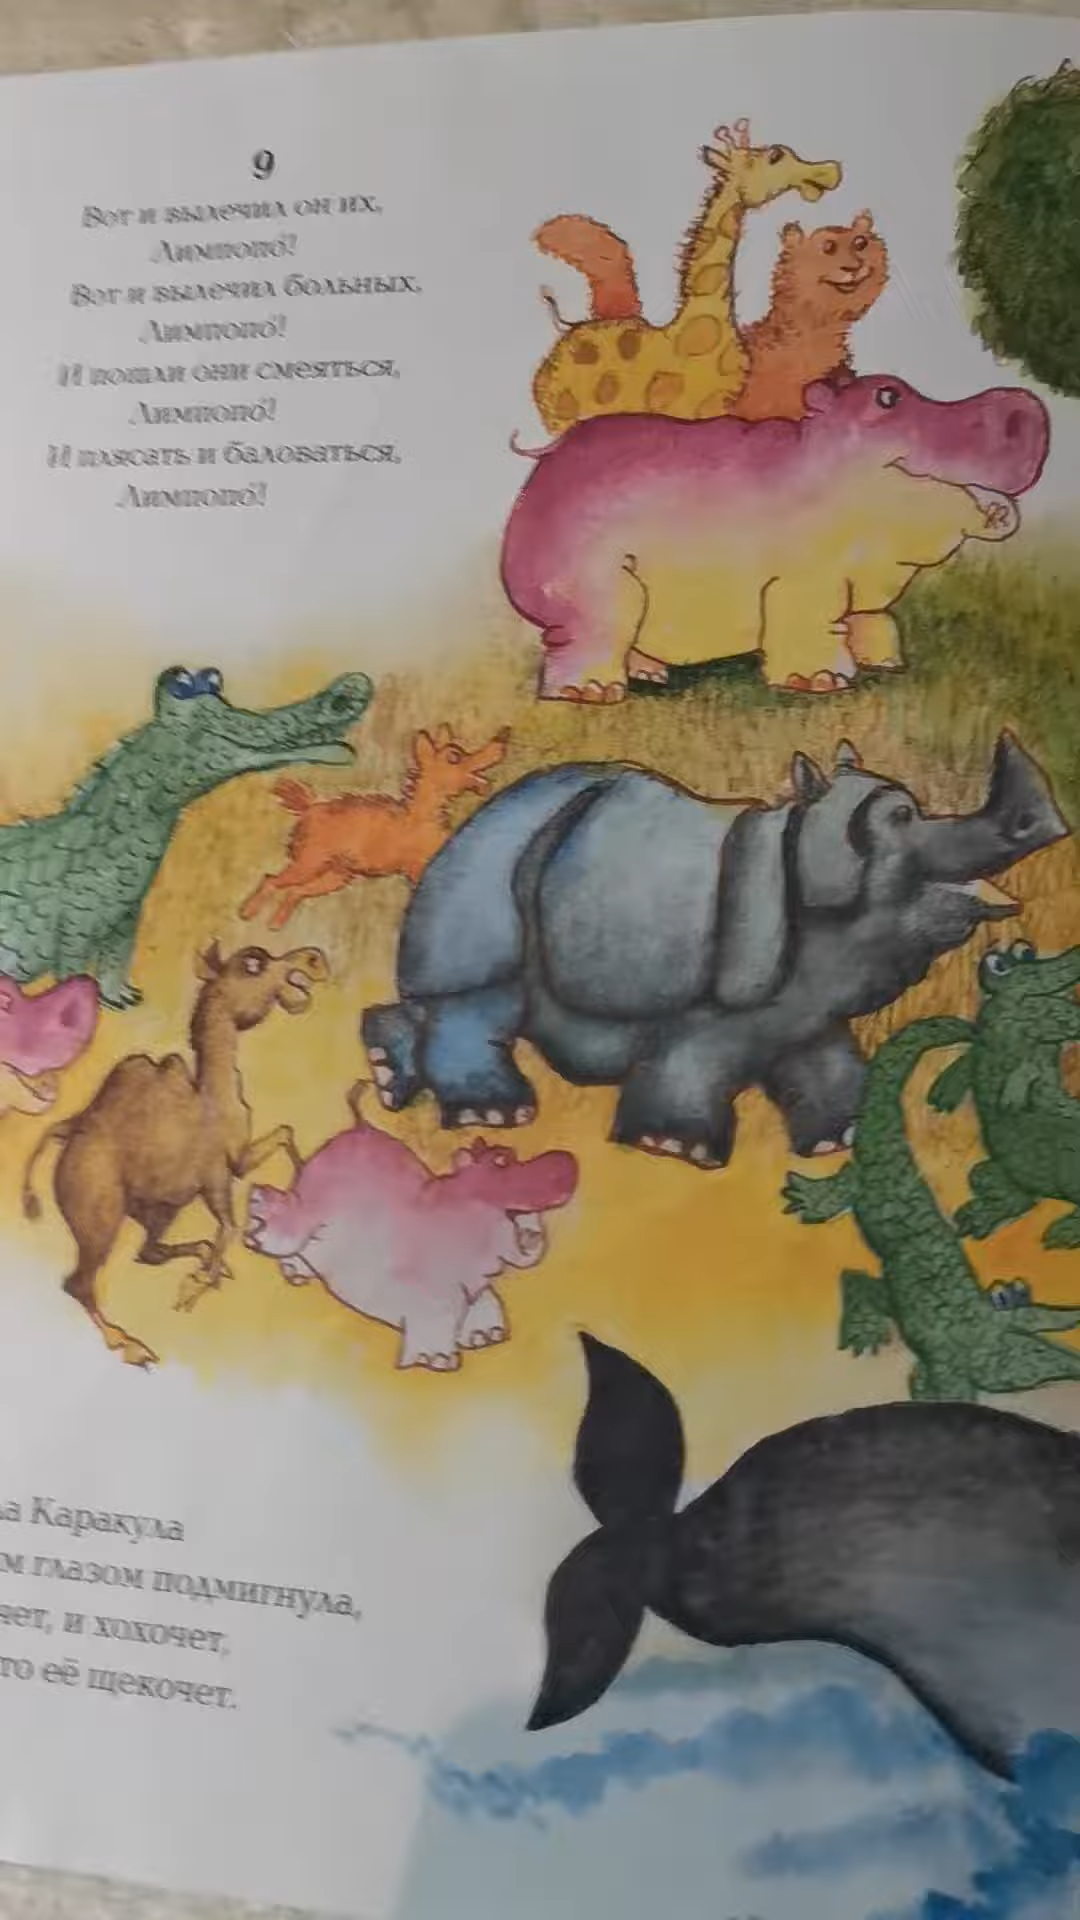 9
Вот и вылечил он их,
Лимпопо́!
Вот и вылечил больных,
Лимпопо́!
И пошли они смеяться,
Лимпопо́!
И плясать и баловаться,
Лимпопо́!
Каракула
глазом подмигнула,
и хохочет,
её щекочет.